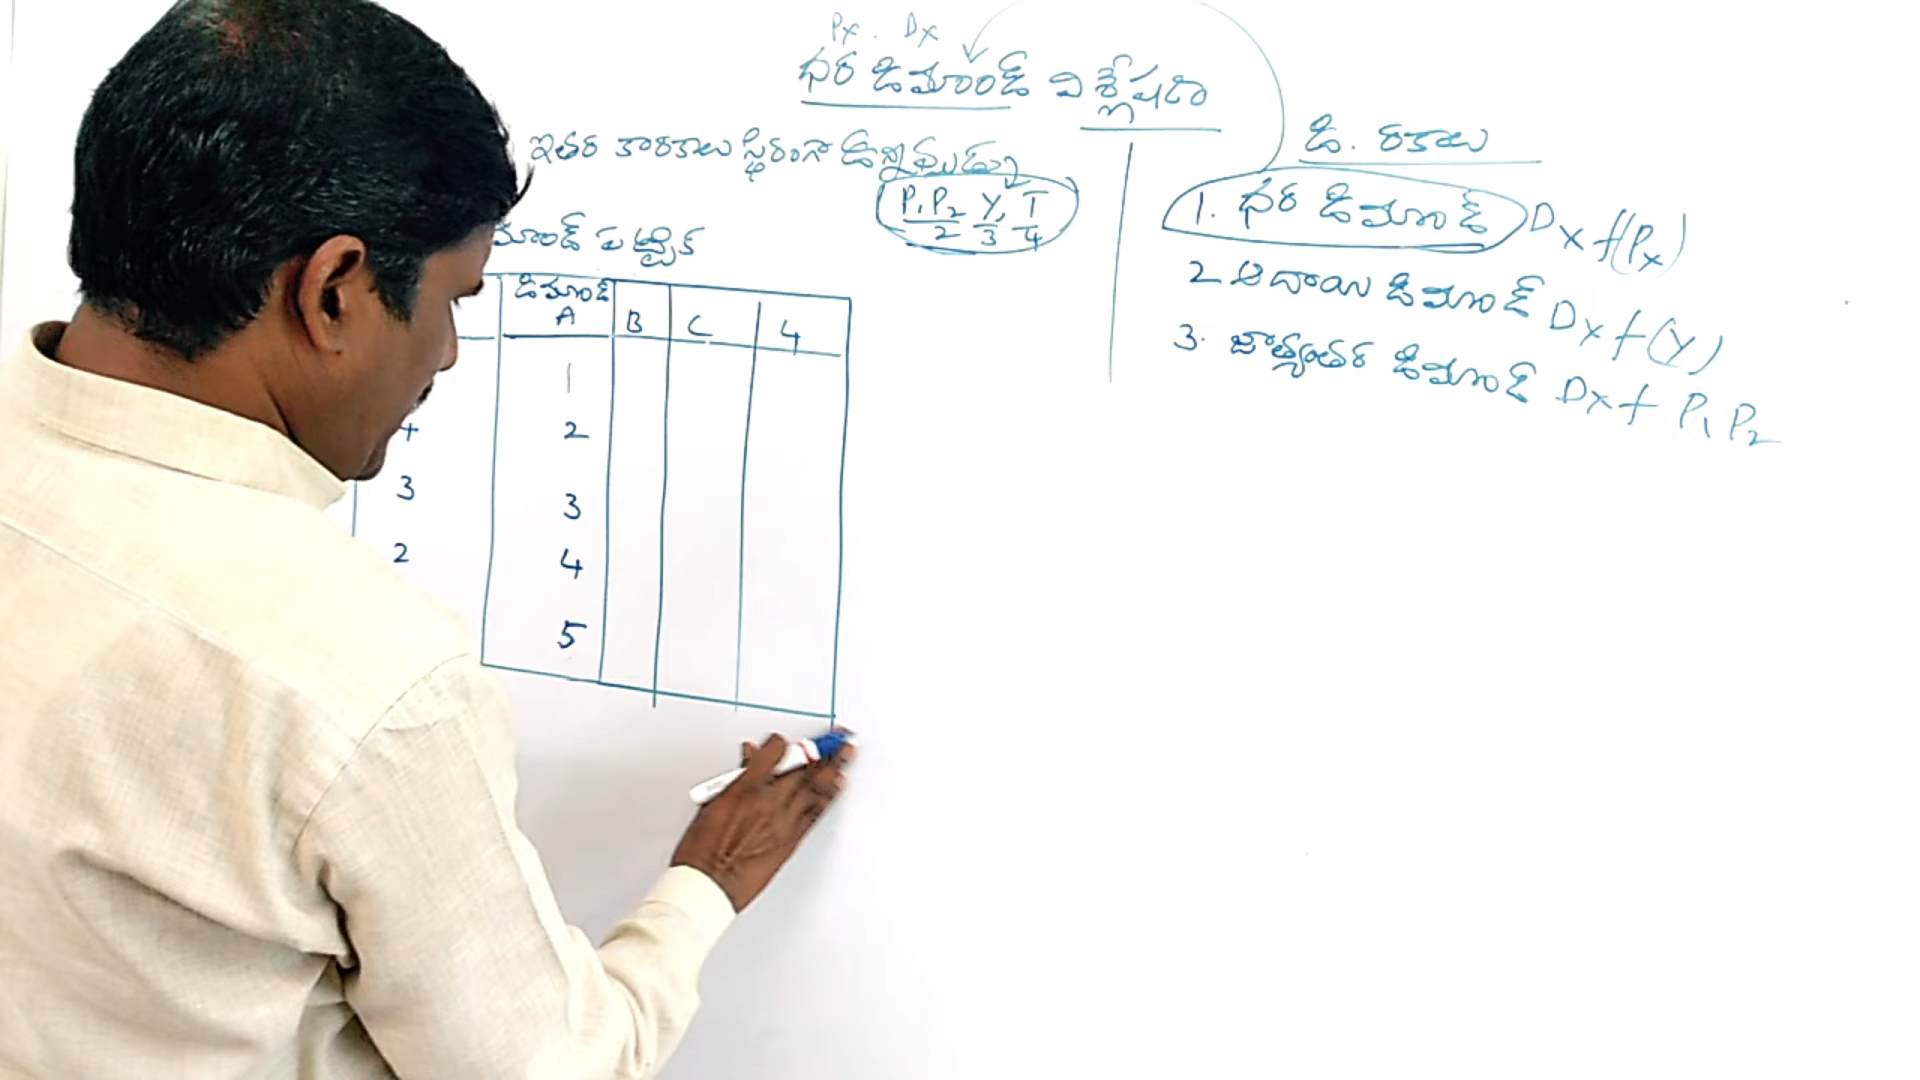 Px . Dx
ధర డిమాండ్ విశ్లేషణ
ఇతర కారకాలు స్థిరంగా ఉన్నప్పుడు
P1 P2 Y, T
2 3 4
మాండ్ పట్టిక
డిమాండ్
A B C 4
1
4 2
3 3
2 4
5
డి. రకాలు
1. ధర డిమాండ్ Dx f(Px)
2 ఆదాయ డిమాండ్ Dx f(Y)
3. జాత్యంతర డిమాండ్ Dx f P1 P2